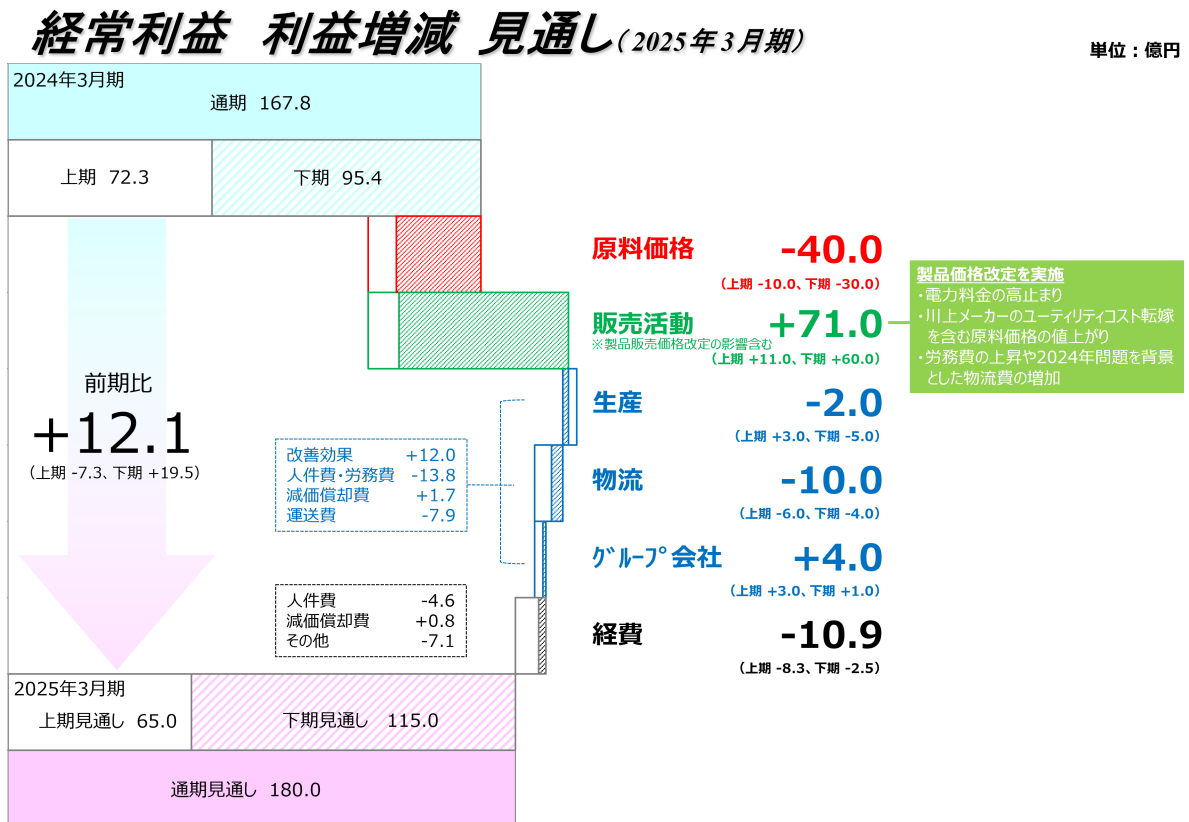 経常利益 利益増減 見通し（2025年3月期）
単位：億円
2024年3月期
通期 167.8
上期 72.3
下期 95.4
原料価格 -40.0
（上期 -10.0、下期 -30.0）
販売活動 +71.0
※製品販売価格改定の影響含む
（上期 +11.0、下期 +60.0）
製品価格改定を実施
・電力料金の高止まり
・川上メーカーのユーティリティコスト転嫁
を含む原料価格の値上がり
・労務費の上昇や2024年問題を背景
とした物流費の増加
前期比
+12.1
（上期 -7.3、下期 +19.5）
生産 -2.0
（上期 +3.0、下期 -5.0）
改善効果 +12.0
人件費・労務費 -13.8
減価償却費 +1.7
運送費 -7.9
物流 -10.0
（上期 -6.0、下期 -4.0）
ｸﾞﾙｰﾌﾟ会社 +4.0
（上期 +3.0、下期 +1.0）
人件費 -4.6
減価償却費 +0.8
その他 -7.1
経費 -10.9
（上期 -8.3、下期 -2.5）
2025年3月期
上期見通し 65.0
下期見通し 115.0
通期見通し 180.0